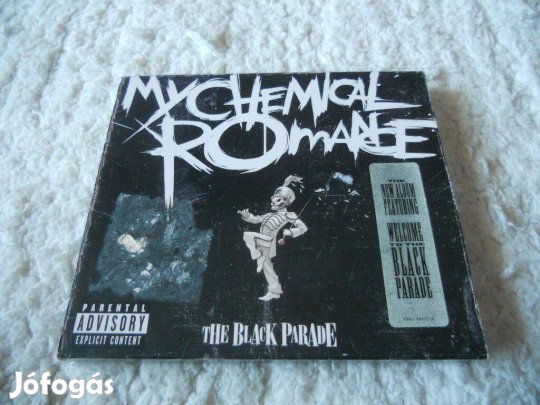 MY CHEMICAL
ROMANCE
THE
NEW ALBUM
FEATURING
WELCOME
TO THE
BLACK
PARADE
PARENTAL
ADVISORY
EXPLICIT CONTENT
THE BLACK PARADE
Jófogás